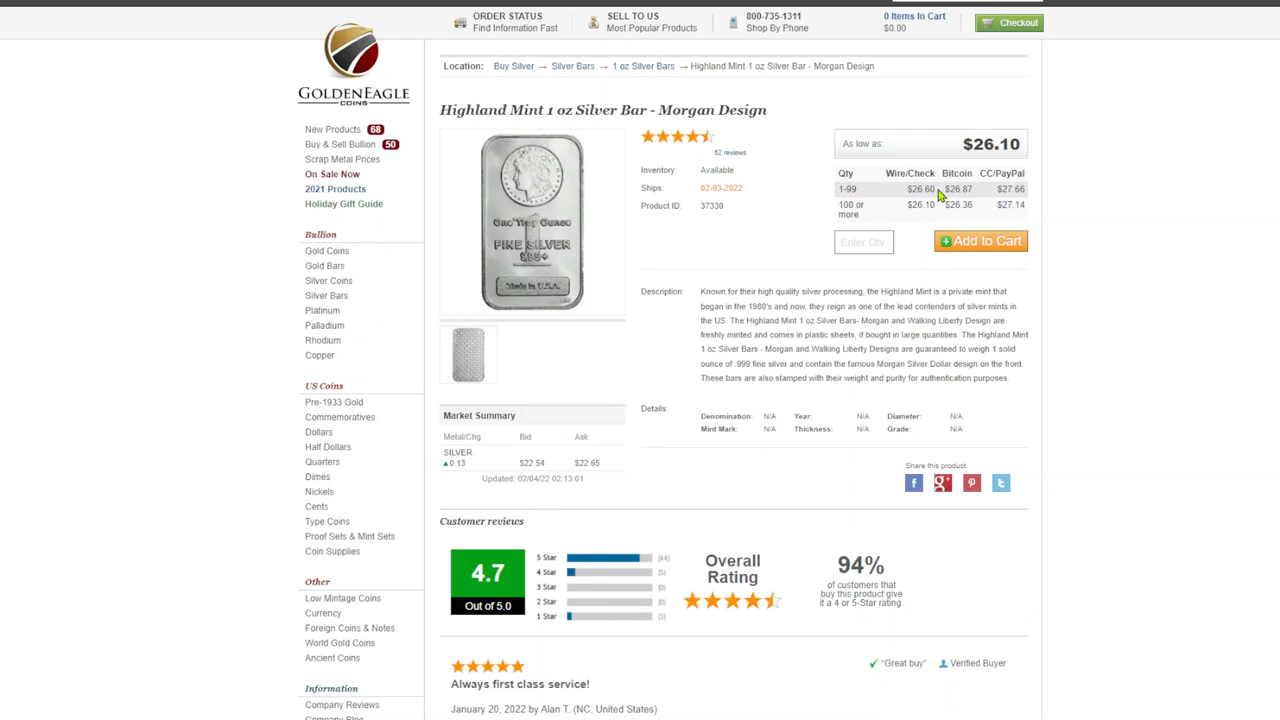 ORDER STATUS
Find Information Fast
SELL TO US
Most Popular Products
800-735-1311
Shop By Phone
0 Items In Cart
$0.00
Checkout
GOLDENEAGLE
COINS
New Products 68
Buy & Sell Bullion 50
Scrap Metal Prices
On Sale Now
2021 Products
Holiday Gift Guide
Bullion
Gold Coins
Gold Bars
Silver Coins
Silver Bars
Platinum
Palladium
Rhodium
Copper
US Coins
Pre-1933 Gold
Commemoratives
Dollars
Half Dollars
Quarters
Dimes
Nickels
Cents
Type Coins
Proof Sets & Mint Sets
Coin Supplies
Other
Low Mintage Coins
Currency
Foreign Coins & Notes
World Gold Coins
Ancient Coins
Information
Company Reviews
Company Blog
Location: Buy Silver → Silver Bars → 1 oz Silver Bars → Highland Mint 1 oz Silver Bar - Morgan Design
Highland Mint 1 oz Silver Bar - Morgan Design
One Troy Ounce
1
FINE SILVER
999+
Made in U.S.A.
52 reviews
Inventory: Available
Ships: 02-03-2022
Product ID: 37330
As low as: $26.10
Qty Wire/Check Bitcoin CC/PayPal
1-99 $26.60 $26.87 $27.66
100 or more $26.10 $26.36 $27.14
Enter Qty
Add to Cart
Description: Known for their high quality silver processing, the Highland Mint is a private mint that
began in the 1980's and now, they reign as one of the lead contenders of silver mints in
the US. The Highland Mint 1 oz Silver Bars- Morgan and Walking Liberty Design are
freshly minted and comes in plastic sheets, if bought in large quantities. The Highland Mint
1 oz Silver Bars - Morgan and Walking Liberty Designs are guaranteed to weigh 1 solid
ounce of .999 fine silver and contain the famous Morgan Silver Dollar design on the front.
These bars are also stamped with their weight and purity for authentication purposes.
Details: Denomination: N/A Year: N/A Diameter: N/A
Mint Mark: N/A Thickness: N/A Grade: N/A
Market Summary
Metal/Chg Bid Ask
SILVER
0.13 $22.54 $22.65
Updated: 02/04/22 02:13:01
Share this product
f
g+
t
Customer reviews
4.7
Out of 5.0
5 Star (44)
4 Star (5)
3 Star (0)
2 Star (0)
1 Star (3)
Overall
Rating
94%
of customers that
buy this product give
it a 4 or 5-Star rating.
"Great buy" Verified Buyer
Always first class service!
January 20, 2022 by Alan T. (NC, United States)